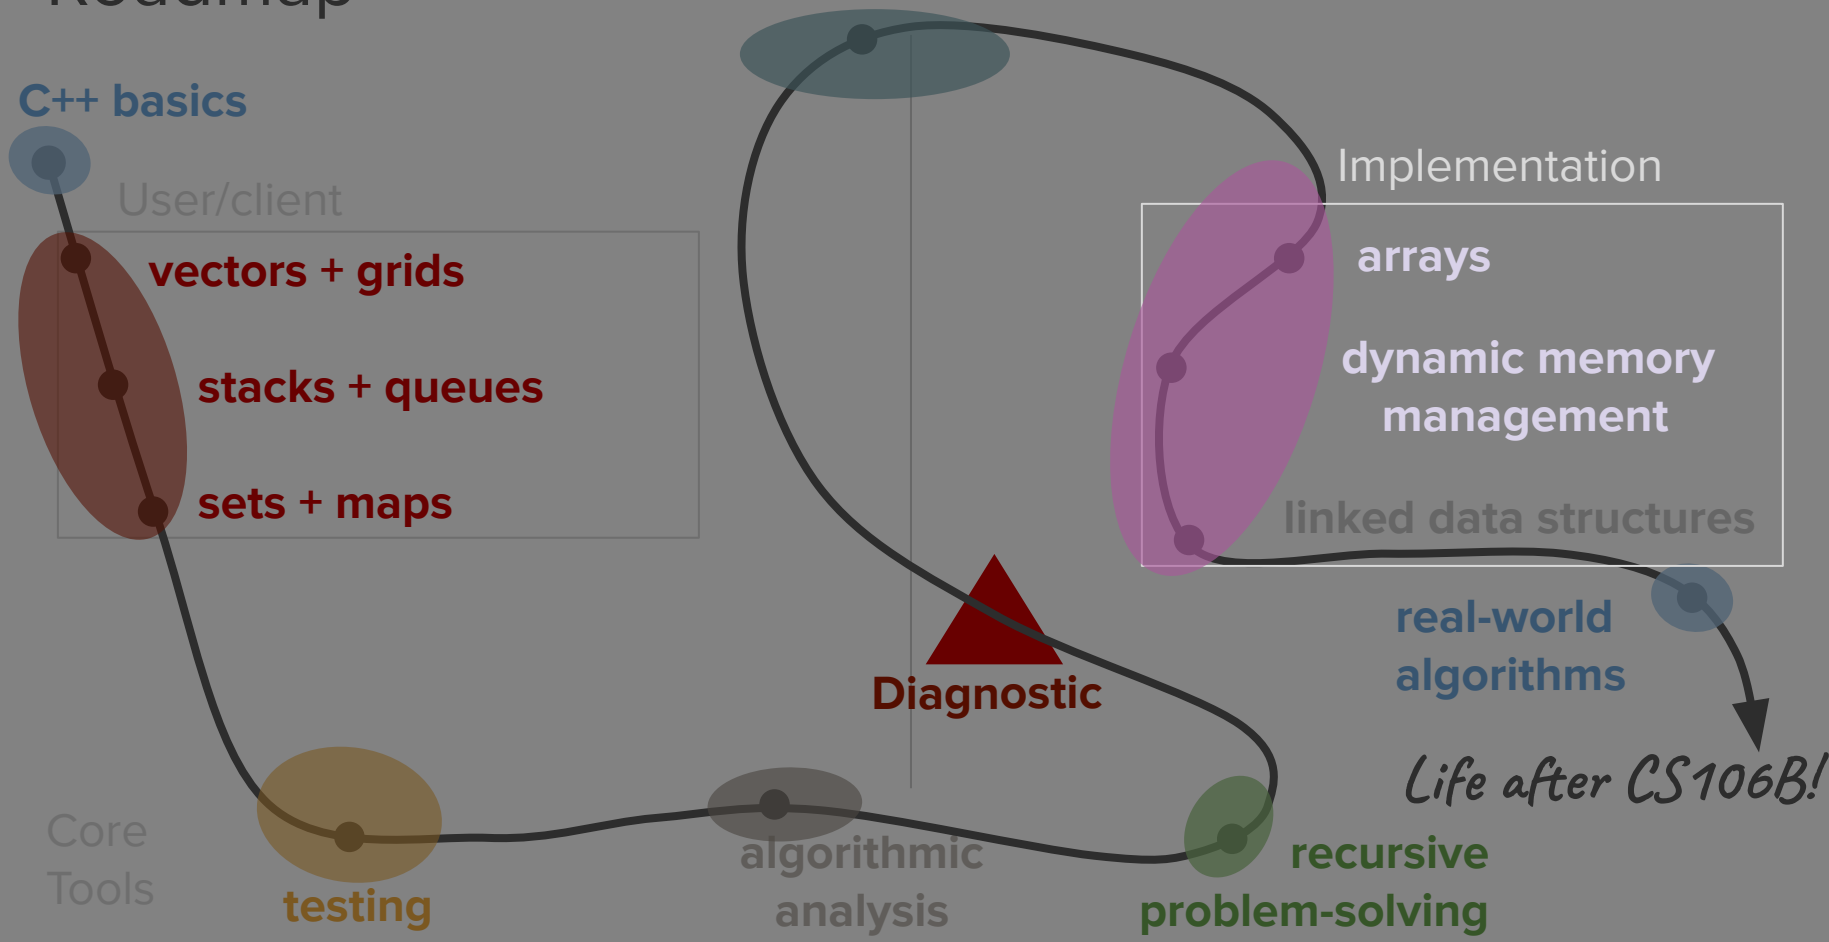 Roadmap
C++ basics
User/client
vectors + grids
stacks + queues
sets + maps
Implementation
arrays
dynamic memory
management
linked data structures
real-world
algorithms
Diagnostic
Life after CS106B!
Core
Tools
testing
algorithmic
analysis
recursive
problem-solving